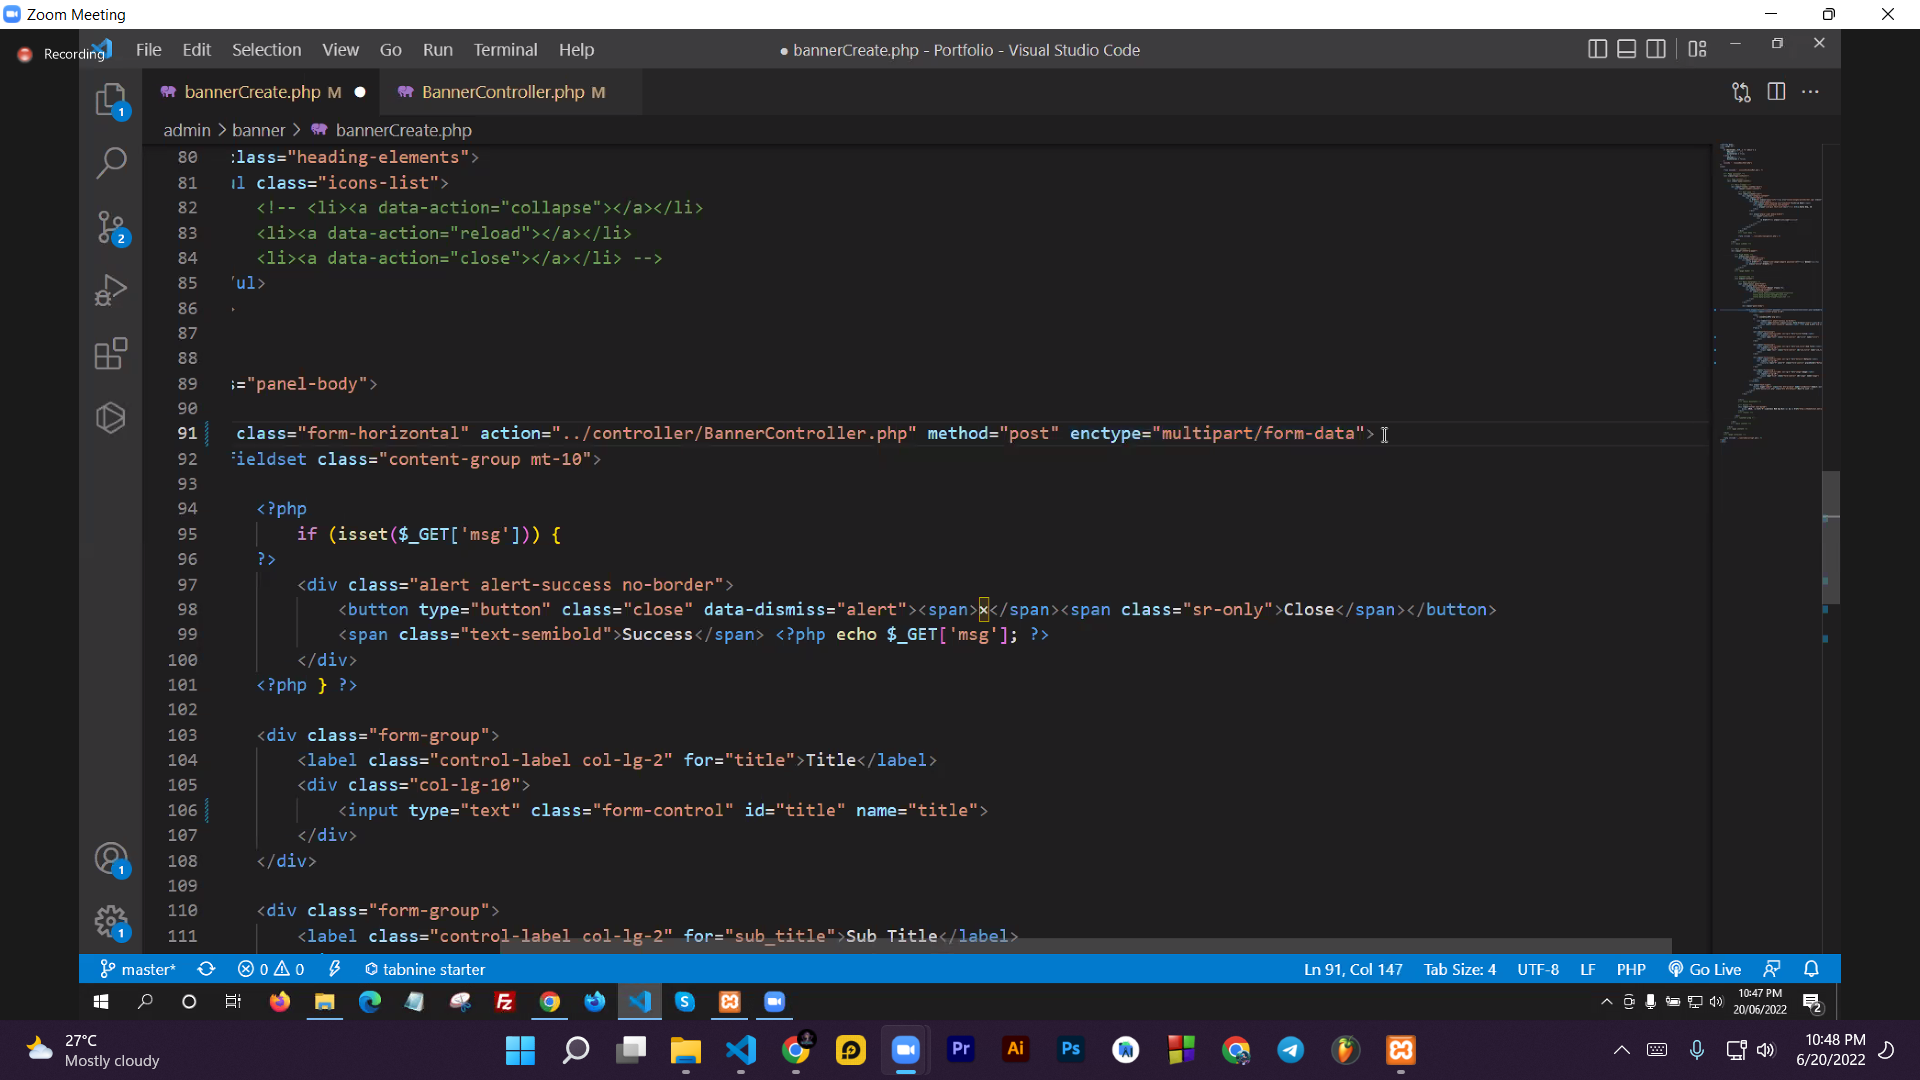 Zoom Meeting
Recording
File Edit Selection View Go Run Terminal Help
● bannerCreate.php - Portfolio - Visual Studio Code
bannerCreate.php M
BannerController.php M
admin > banner > bannerCreate.php
80 :lass="heading-elements">
81 ul class="icons-list">
82 <!-- <li><a data-action="collapse"></a></li>
83 <li><a data-action="reload"></a></li>
84 <li><a data-action="close"></a></li> -->
85 /ul>
86 >
87
88
89 s="panel-body">
90
91 class="form-horizontal" action="../controller/BannerController.php" method="post" enctype="multipart/form-data">
92 fieldset class="content-group mt-10">
93
94 <?php
95 if (isset($_GET['msg'])) {
96 ?>
97 <div class="alert alert-success no-border">
98 <button type="button" class="close" data-dismiss="alert"><span>×</span><span class="sr-only">Close</span></button>
99 <span class="text-semibold">Success</span> <?php echo $_GET['msg']; ?>
100 </div>
101 <?php } ?>
102
103 <div class="form-group">
104 <label class="control-label col-lg-2" for="title">Title</label>
105 <div class="col-lg-10">
106 <input type="text" class="form-control" id="title" name="title">
107 </div>
108 </div>
109
110 <div class="form-group">
111 <label class="control-label col-lg-2" for="sub_title">Sub Title</label>
1
2
1
1
master* 0 0 tabnine starter
Ln 91, Col 147 Tab Size: 4 UTF-8 LF PHP Go Live
10:47 PM
20/06/2022
2
27°C
Mostly cloudy
Pr Ai Ps
10:48 PM
6/20/2022